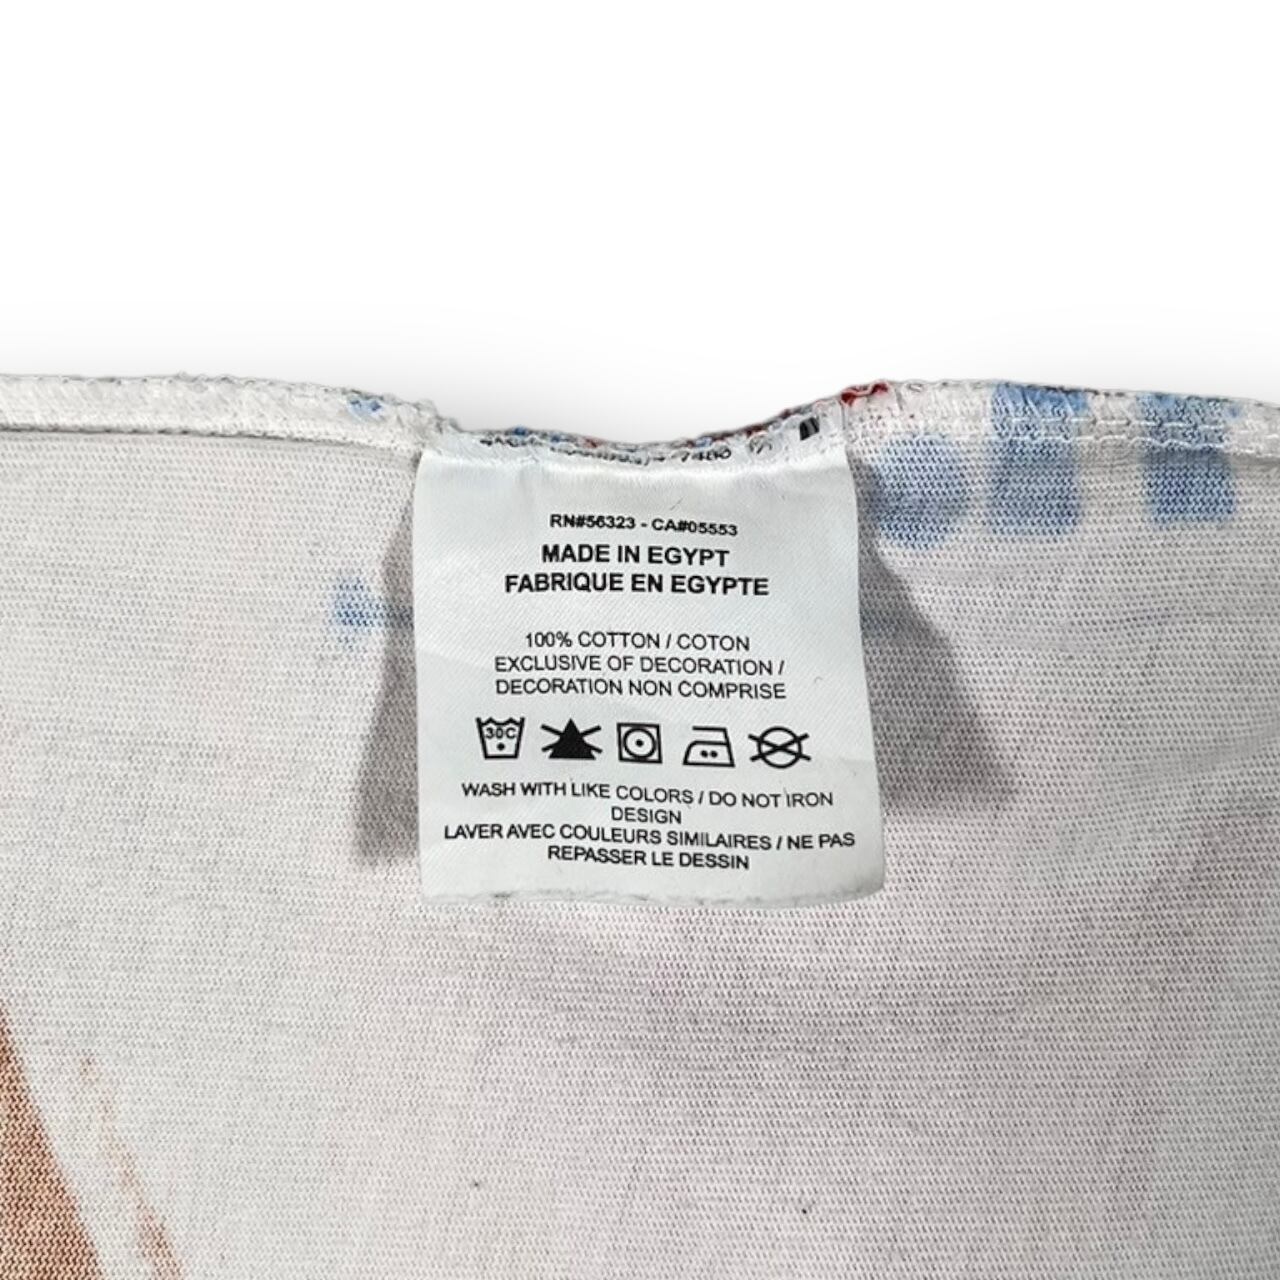 RN#56323 - CA#05553
MADE IN EGYPT
FABRIQUE EN EGYPTE
100% COTTON / COTON
EXCLUSIVE OF DECORATION /
DECORATION NON COMPRISE
30C
WASH WITH LIKE COLORS / DO NOT IRON
DESIGN
LAVER AVEC COULEURS SIMILAIRES / NE PAS
REPASSER LE DESSIN